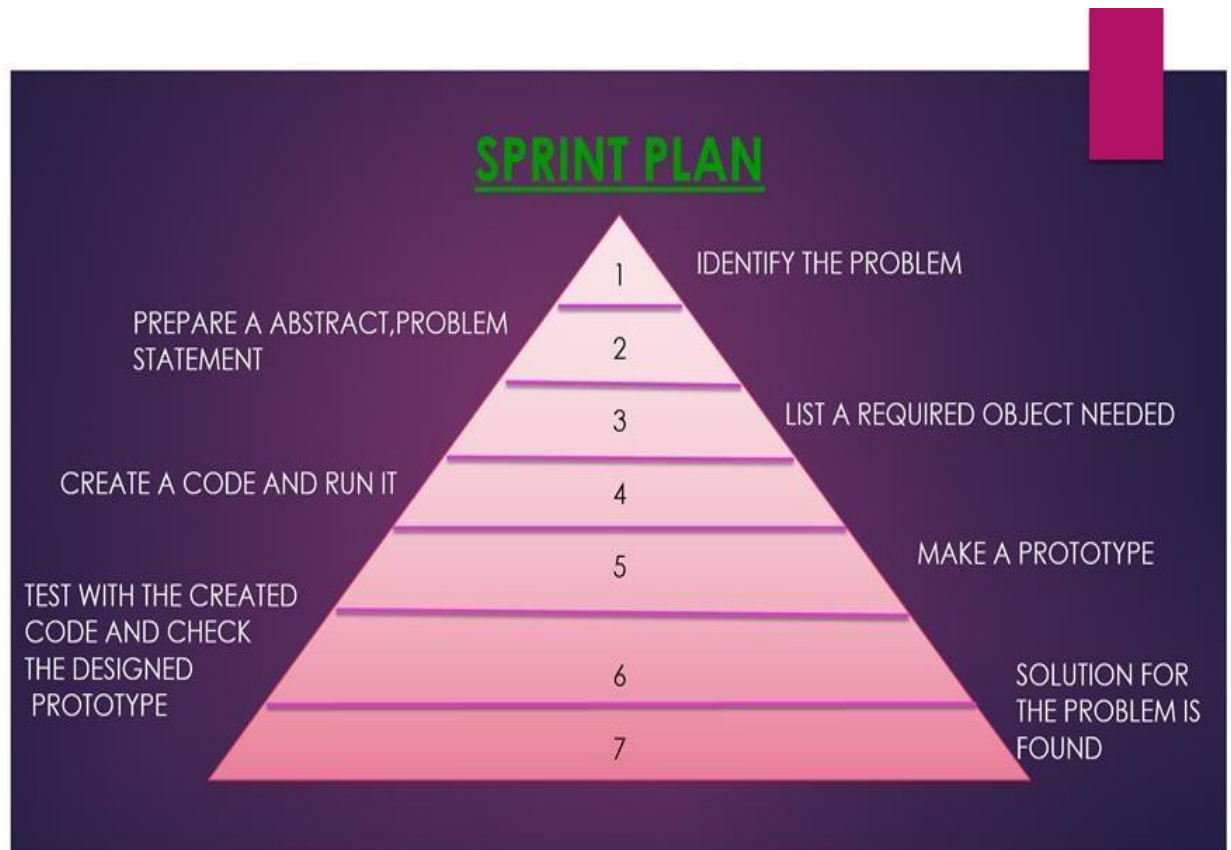 SPRINT PLAN
1
IDENTIFY THE PROBLEM
PREPARE A ABSTRACT,PROBLEM
STATEMENT
2
3
LIST A REQUIRED OBJECT NEEDED
CREATE A CODE AND RUN IT
4
5
MAKE A PROTOTYPE
TEST WITH THE CREATED
CODE AND CHECK
THE DESIGNED
PROTOTYPE
6
7
SOLUTION FOR
THE PROBLEM IS
FOUND